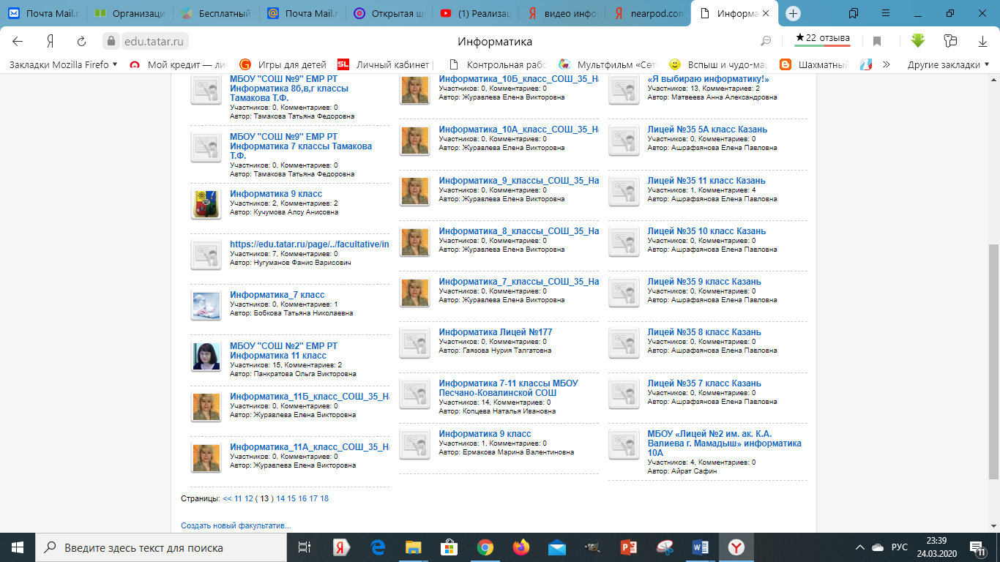 Почта Mail.r
Организаци
Бесплатный
Почта Mail.r
Открытая ш
(1) Реализац
видео инфо
nearpod.com
Информа
edu.tatar.ru
Информатика
★22 отзыва
Закладки Mozilla Firefo
Мой кредит — ли
Игры для детей
Личный кабинет |
Контрольная рабо
Мультфильм «Сет
Вспыш и чудо-маш
Шахматный
Другие закладки
МБОУ "СОШ №9" ЕМР РТ
Информатика 8б,в,г классы
Тамакова Т.Ф.
Участников: 0, Комментариев: 0
Автор: Тамакова Татьяна Федоровна
МБОУ "СОШ №9" ЕМР РТ
Информатика 7 классы Тамакова
Т.Ф.
Участников: 0, Комментариев: 0
Автор: Тамакова Татьяна Федоровна
Информатика 9 класс
Участников: 2, Комментариев: 2
Автор: Кучумова Алсу Анисовна
https://edu.tatar.ru/page/../facultative/in
Участников: 7, Комментариев: 0
Автор: Нугуманов Фанис Варисович
Информатика_7 класс
Участников: 0, Комментариев: 1
Автор: Бобкова Татьяна Николаевна
МБОУ "СОШ №2" ЕМР РТ
Информатика 11 класс
Участников: 15, Комментариев: 2
Автор: Панкратова Ольга Викторовна
Информатика_11Б_класс_СОШ_35_На
Участников: 0, Комментариев: 0
Автор: Журавлева Елена Викторовна
Информатика_11А_класс_СОШ_35_На
Участников: 0, Комментариев: 0
Автор: Журавлева Елена Викторовна
Информатика_10Б_класс_СОШ_35_На
Участников: 0, Комментариев: 0
Автор: Журавлева Елена Викторовна
Информатика_10А_класс_СОШ_35_На
Участников: 0, Комментариев: 0
Автор: Журавлева Елена Викторовна
Информатика_9_классы_СОШ_35_На
Участников: 0, Комментариев: 0
Автор: Журавлева Елена Викторовна
Информатика_8_классы_СОШ_35_На
Участников: 0, Комментариев: 0
Автор: Журавлева Елена Викторовна
Информатика_7_классы_СОШ_35_На
Участников: 0, Комментариев: 0
Автор: Журавлева Елена Викторовна
Информатика Лицей №177
Участников: 0, Комментариев: 0
Автор: Гаязова Нурия Талгатовна
Информатика 7-11 классы МБОУ
Песчано-Ковалинской СОШ
Участников: 14, Комментариев: 0
Автор: Копцева Наталья Ивановна
Информатика 9 класс
Участников: 1, Комментариев: 0
Автор: Ермакова Марина Валентиновна
«Я выбираю информатику!»
Участников: 13, Комментариев: 2
Автор: Матвеева Анна Александровна
Лицей №35 5А класс Казань
Участников: 0, Комментариев: 0
Автор: Ашрафзянова Елена Павловна
Лицей №35 11 класс Казань
Участников: 1, Комментариев: 4
Автор: Ашрафзянова Елена Павловна
Лицей №35 10 класс Казань
Участников: 0, Комментариев: 0
Автор: Ашрафзянова Елена Павловна
Лицей №35 9 класс Казань
Участников: 0, Комментариев: 0
Автор: Ашрафзянова Елена Павловна
Лицей №35 8 класс Казань
Участников: 0, Комментариев: 0
Автор: Ашрафзянова Елена Павловна
Лицей №35 7 класс Казань
Участников: 0, Комментариев: 0
Автор: Ашрафзянова Елена Павловна
МБОУ «Лицей №2 им. ак. К.А.
Валиева г. Мамадыш» информатика
10А
Участников: 4, Комментариев: 0
Автор: Айрат Сафин
Страницы: << 11 12 ( 13 ) 14 15 16 17 18
Создать новый факультатив...
Введите здесь текст для поиска
РУС
23:39
24.03.2020
11